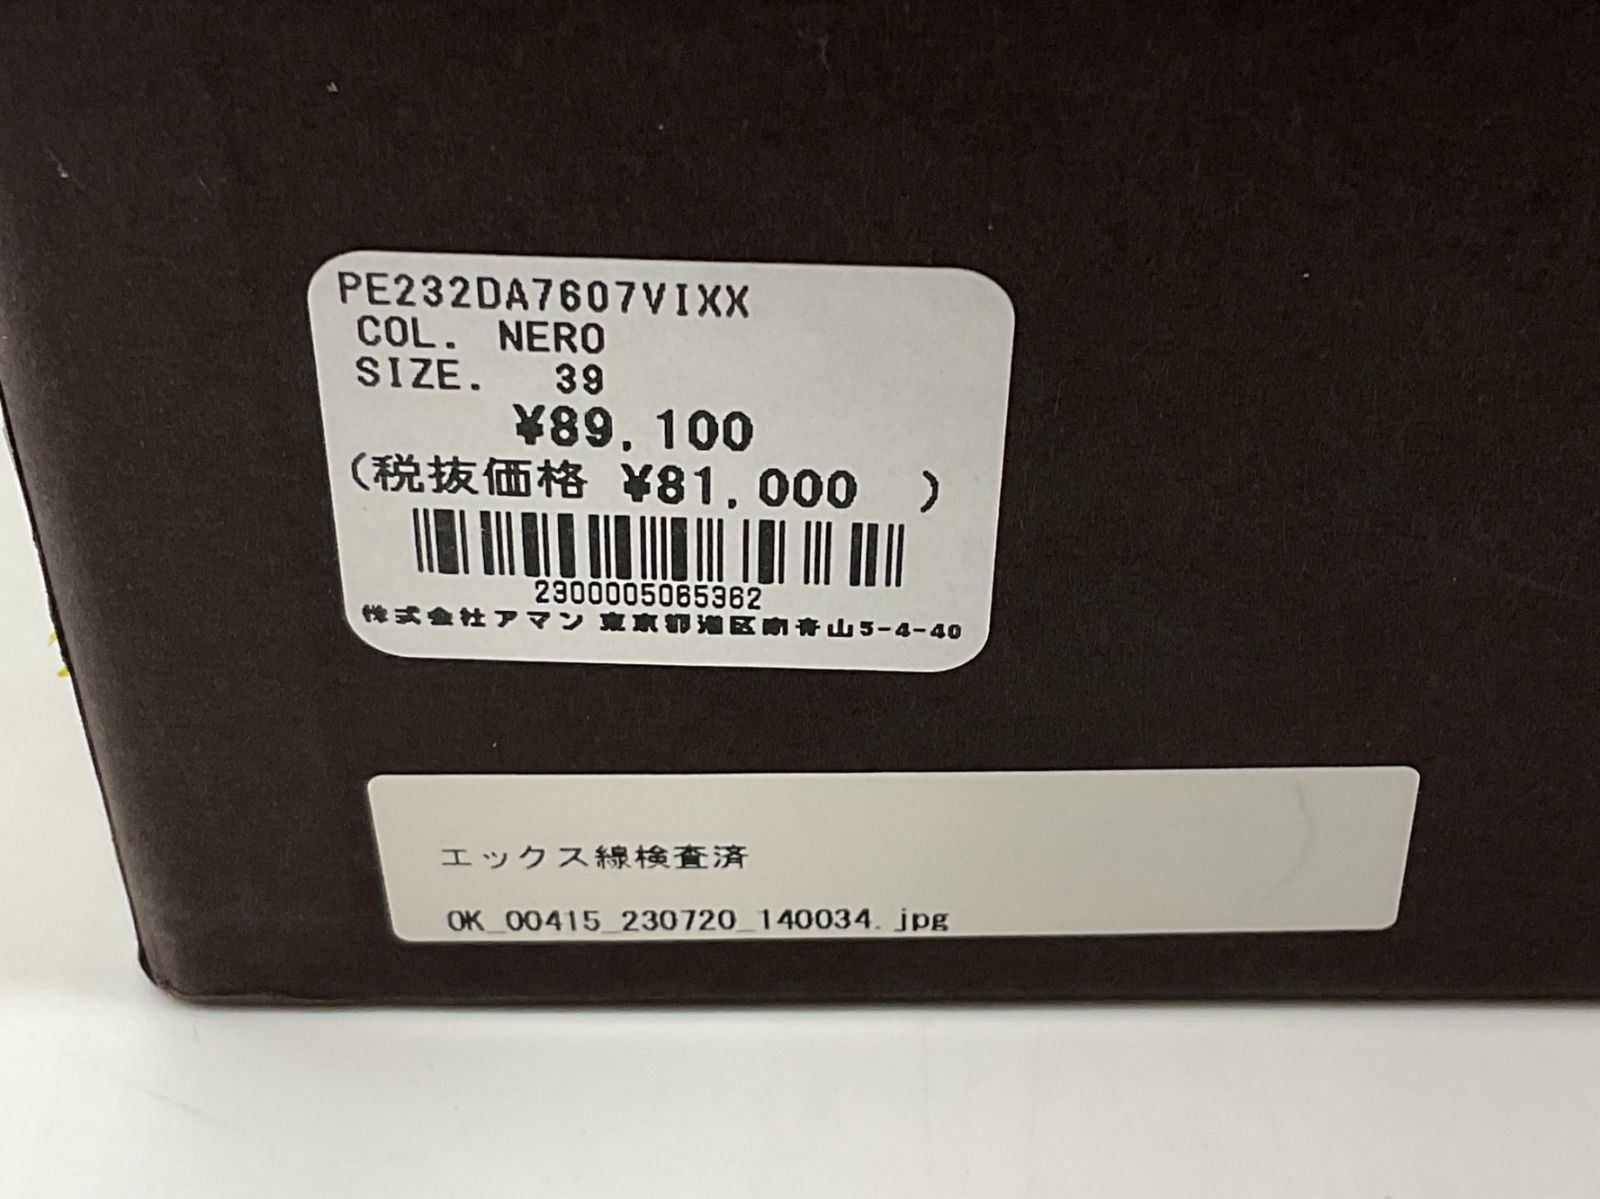 PE232DA7607VIXX
COL. NERO
SIZE. 39
¥89,100
(税抜価格 ¥81,000 )
2300005065362
株式会社アマン 東京都港区南青山5-4-40
エックス線検査済
OK_00415_230720_140034.jpg